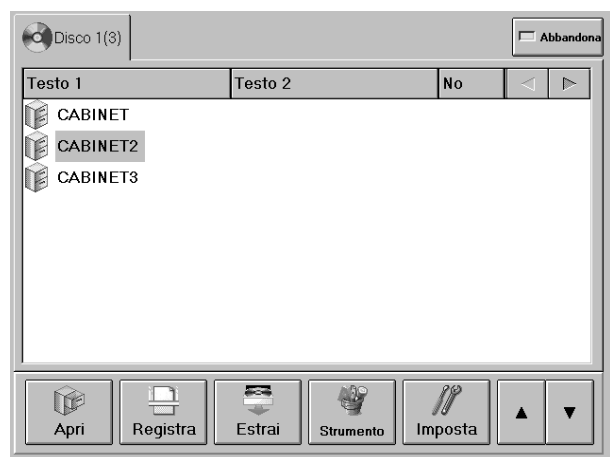 Disco 1(3)
Abbandona
Testo 1 Testo 2 No
CABINET
CABINET2
CABINET3
Apri Registra Estrai Strumento Imposta